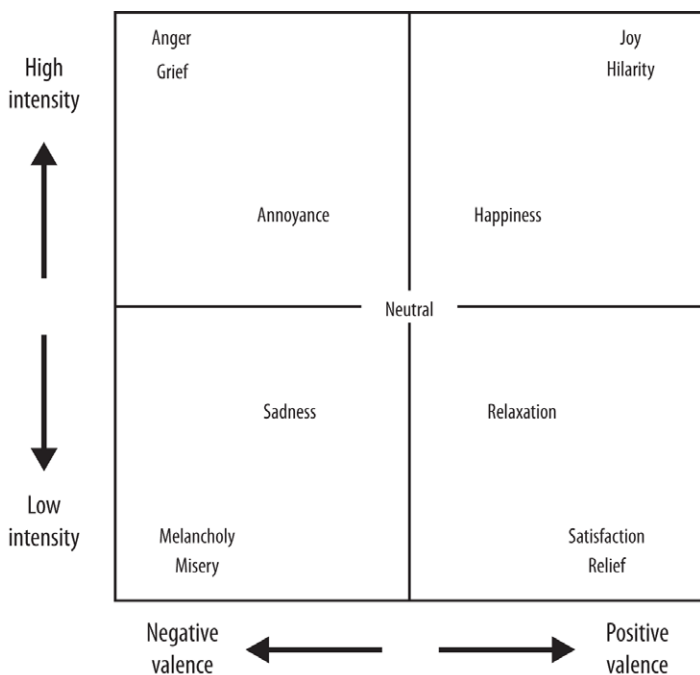 Anger
Joy
Grief
Hilarity
High
intensity
Annoyance
Happiness
Neutral
Sadness
Relaxation
Low
intensity
Melancholy
Satisfaction
Misery
Relief
Negative
valence
Positive
valence